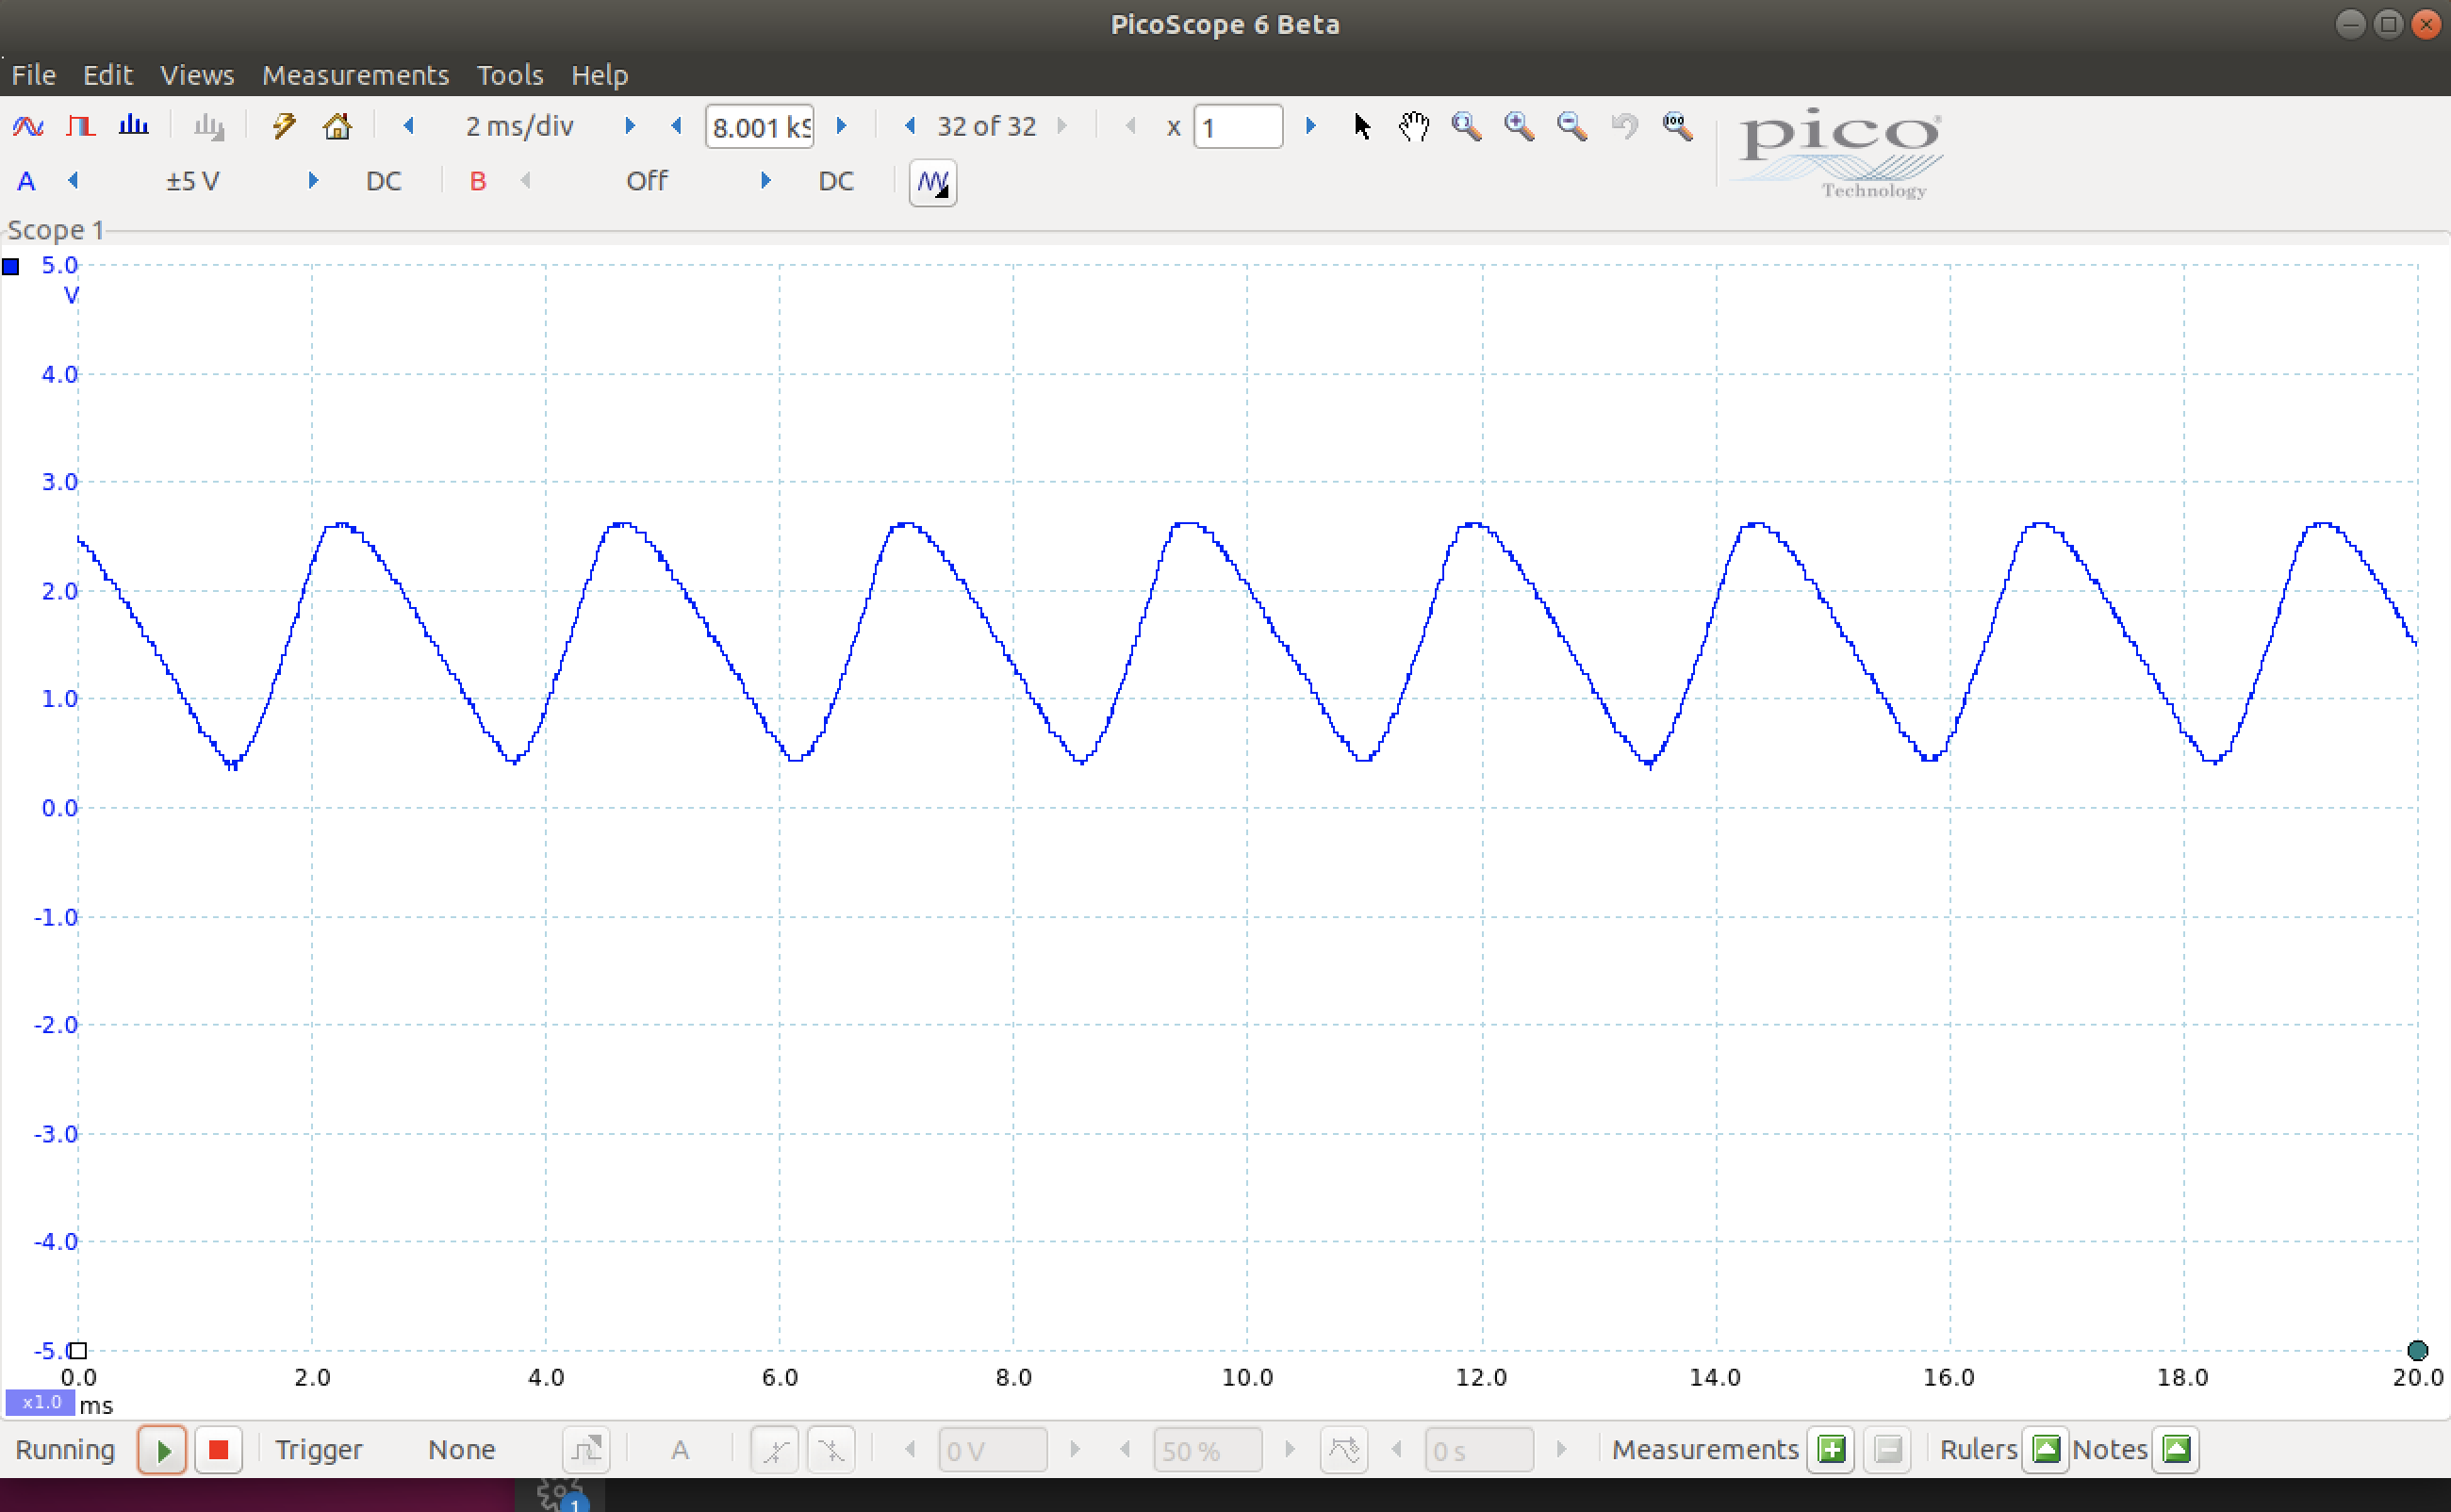 PicoScope 6 Beta
File Edit Views Measurements Tools Help
2 ms/div 8.001 kS 32 of 32 x 1
pico
Technology
A ±5 V DC B Off DC
Scope 1
5.0
V
4.0
3.0
2.0
1.0
0.0
-1.0
-2.0
-3.0
-4.0
-5.0
0.0 2.0 4.0 6.0 8.0 10.0 12.0 14.0 16.0 18.0 20.0
x1.0 ms
Running Trigger None A 0 V 50 % 0 s Measurements Rulers Notes
1